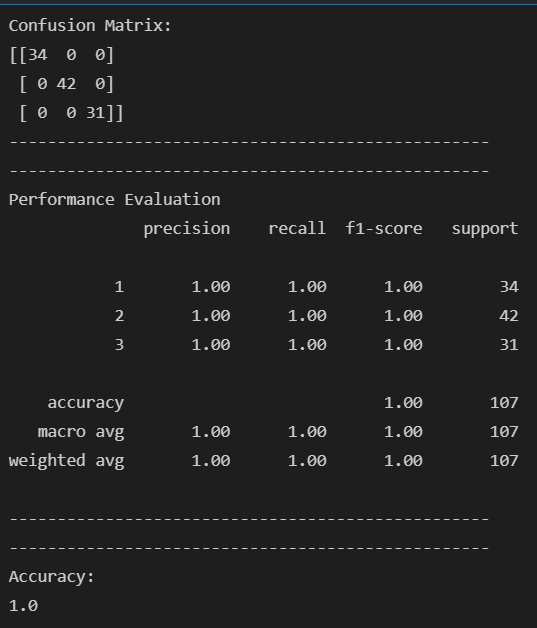 Confusion Matrix:
[[34  0  0]
 [ 0 42  0]
 [ 0  0 31]]
--------------------------------------------------
--------------------------------------------------
Performance Evaluation
              precision    recall  f1-score   support

           1       1.00      1.00      1.00        34
           2       1.00      1.00      1.00        42
           3       1.00      1.00      1.00        31

    accuracy                           1.00       107
   macro avg       1.00      1.00      1.00       107
weighted avg       1.00      1.00      1.00       107

--------------------------------------------------
--------------------------------------------------
Accuracy:
1.0